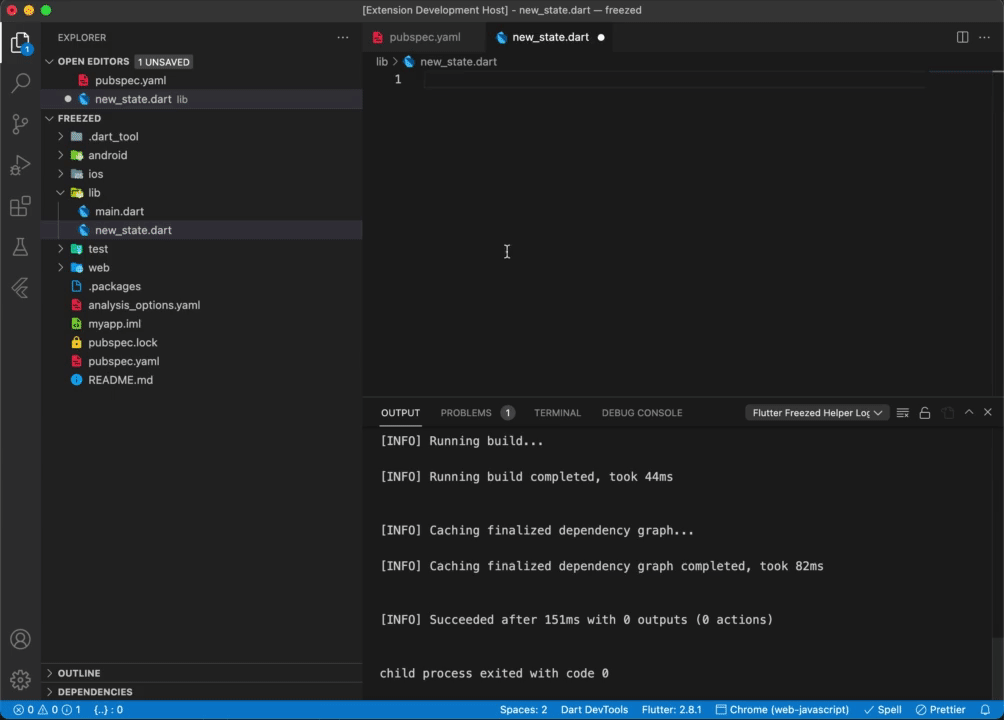 [Extension Development Host] - new_state.dart — freezed
EXPLORER
OPEN EDITORS 1 UNSAVED
pubspec.yaml
new_state.dart lib
FREEZED
.dart_tool
android
ios
lib
main.dart
new_state.dart
test
web
.packages
analysis_options.yaml
myapp.iml
pubspec.lock
pubspec.yaml
README.md
OUTLINE
DEPENDENCIES
1
pubspec.yaml new_state.dart
lib > new_state.dart
1
OUTPUT PROBLEMS 1 TERMINAL DEBUG CONSOLE Flutter Freezed Helper Log
[INFO] Running build...
[INFO] Running build completed, took 44ms
[INFO] Caching finalized dependency graph...
[INFO] Caching finalized dependency graph completed, took 82ms
[INFO] Succeeded after 151ms with 0 outputs (0 actions)
child process exited with code 0
0 0 1 {..} : 0 Spaces: 2 Dart DevTools Flutter: 2.8.1 Chrome (web-javascript) Spell Prettier